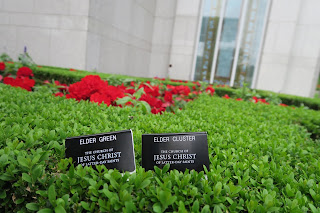 ELDER GREEN
THE CHURCH OF
JESUS CHRIST
OF LATTER-DAY SAINTS
ELDER CLUSTER
THE CHURCH OF
JESUS CHRIST
OF LATTER-DAY SAINTS